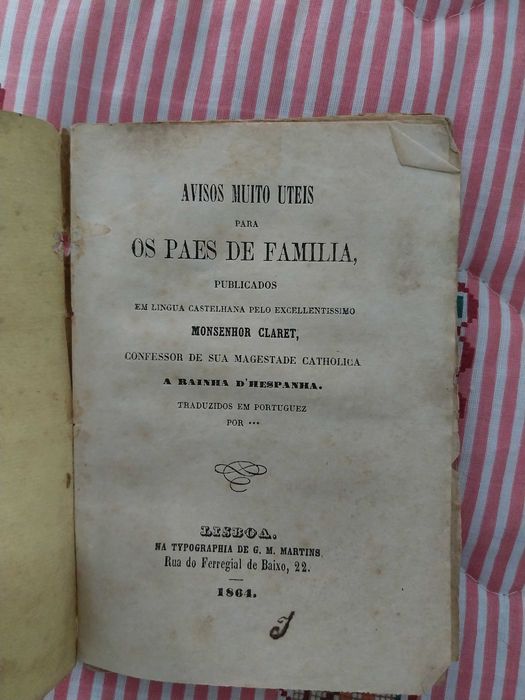 AVISOS MUITO UTEIS
PARA
OS PAES DE FAMILIA,
PUBLICADOS
EM LINGUA CASTELHANA PELO EXCELLENTISSIMO
MONSENHOR CLARET,
CONFESSOR DE SUA MAGESTADE CATHOLICA
A RAINHA D'HESPANHA.
TRADUZIDOS EM PORTUGUEZ
POR ***
LISBOA.
NA TYPOGRAPHIA DE G. M. MARTINS
Rua do Ferregial de Baixo, 22.
1864.
J